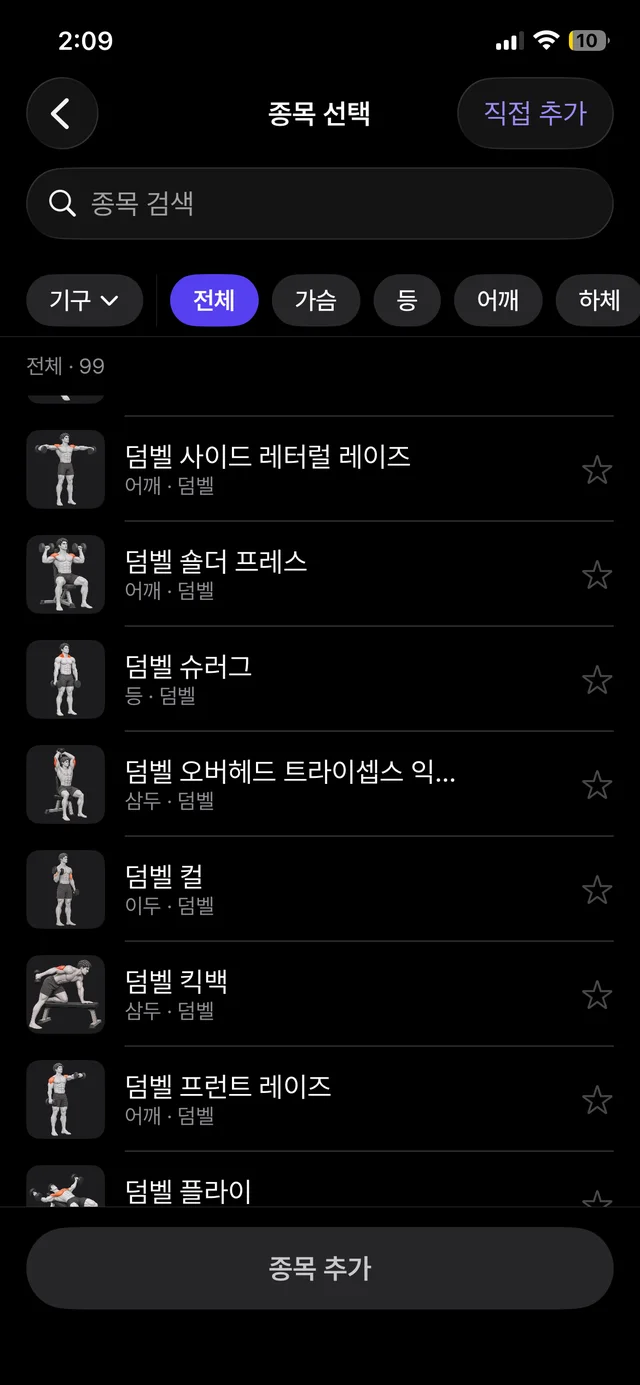 2:09
10
종목 선택
직접 추가
종목 검색
기구
전체
가슴
등
어깨
하체
전체 · 99
덤벨 사이드 레터럴 레이즈
어깨 · 덤벨
덤벨 숄더 프레스
어깨 · 덤벨
덤벨 슈러그
등 · 덤벨
덤벨 오버헤드 트라이셉스 익...
삼두 · 덤벨
덤벨 컬
이두 · 덤벨
덤벨 킥백
삼두 · 덤벨
덤벨 프런트 레이즈
어깨 · 덤벨
덤벨 플라이
종목 추가